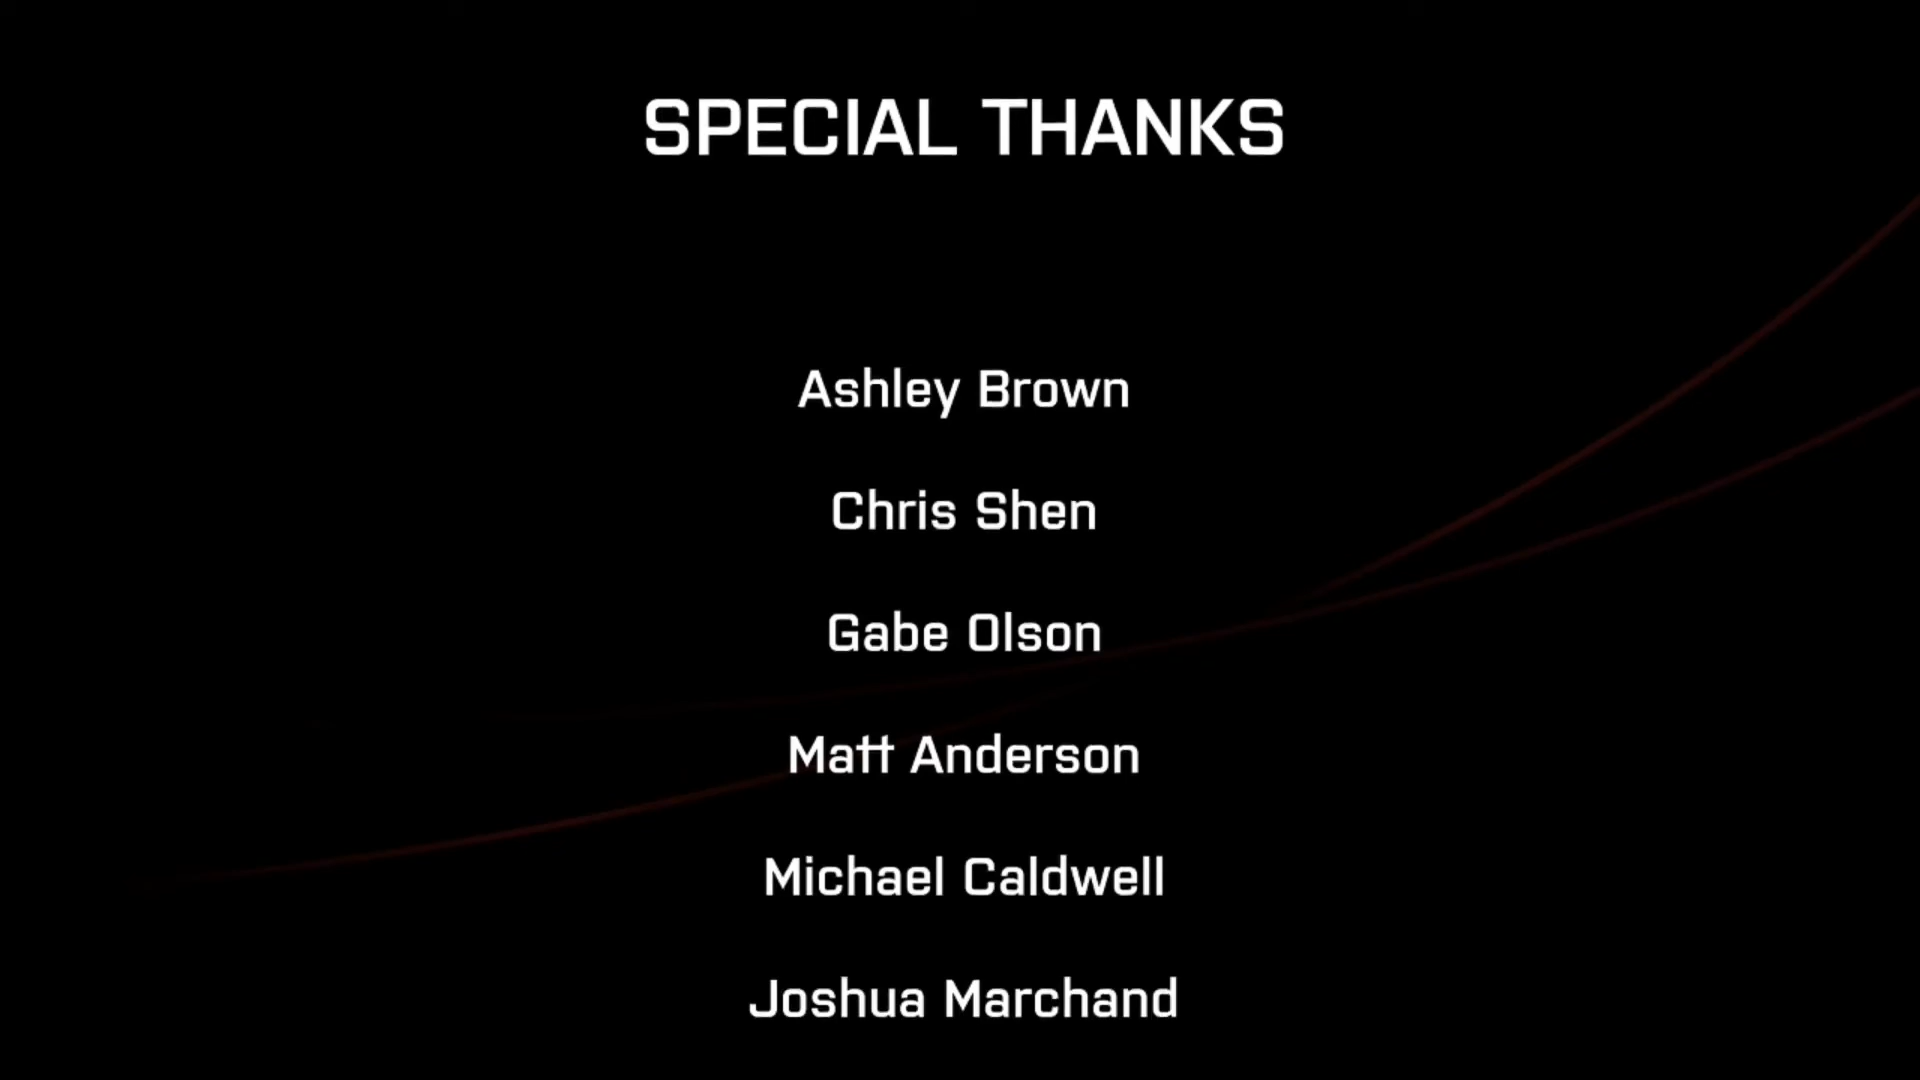 SPECIAL THANKS
Ashley Brown
Chris Shen
Gabe Olson
Matt Anderson
Michael Caldwell
Joshua Marchand